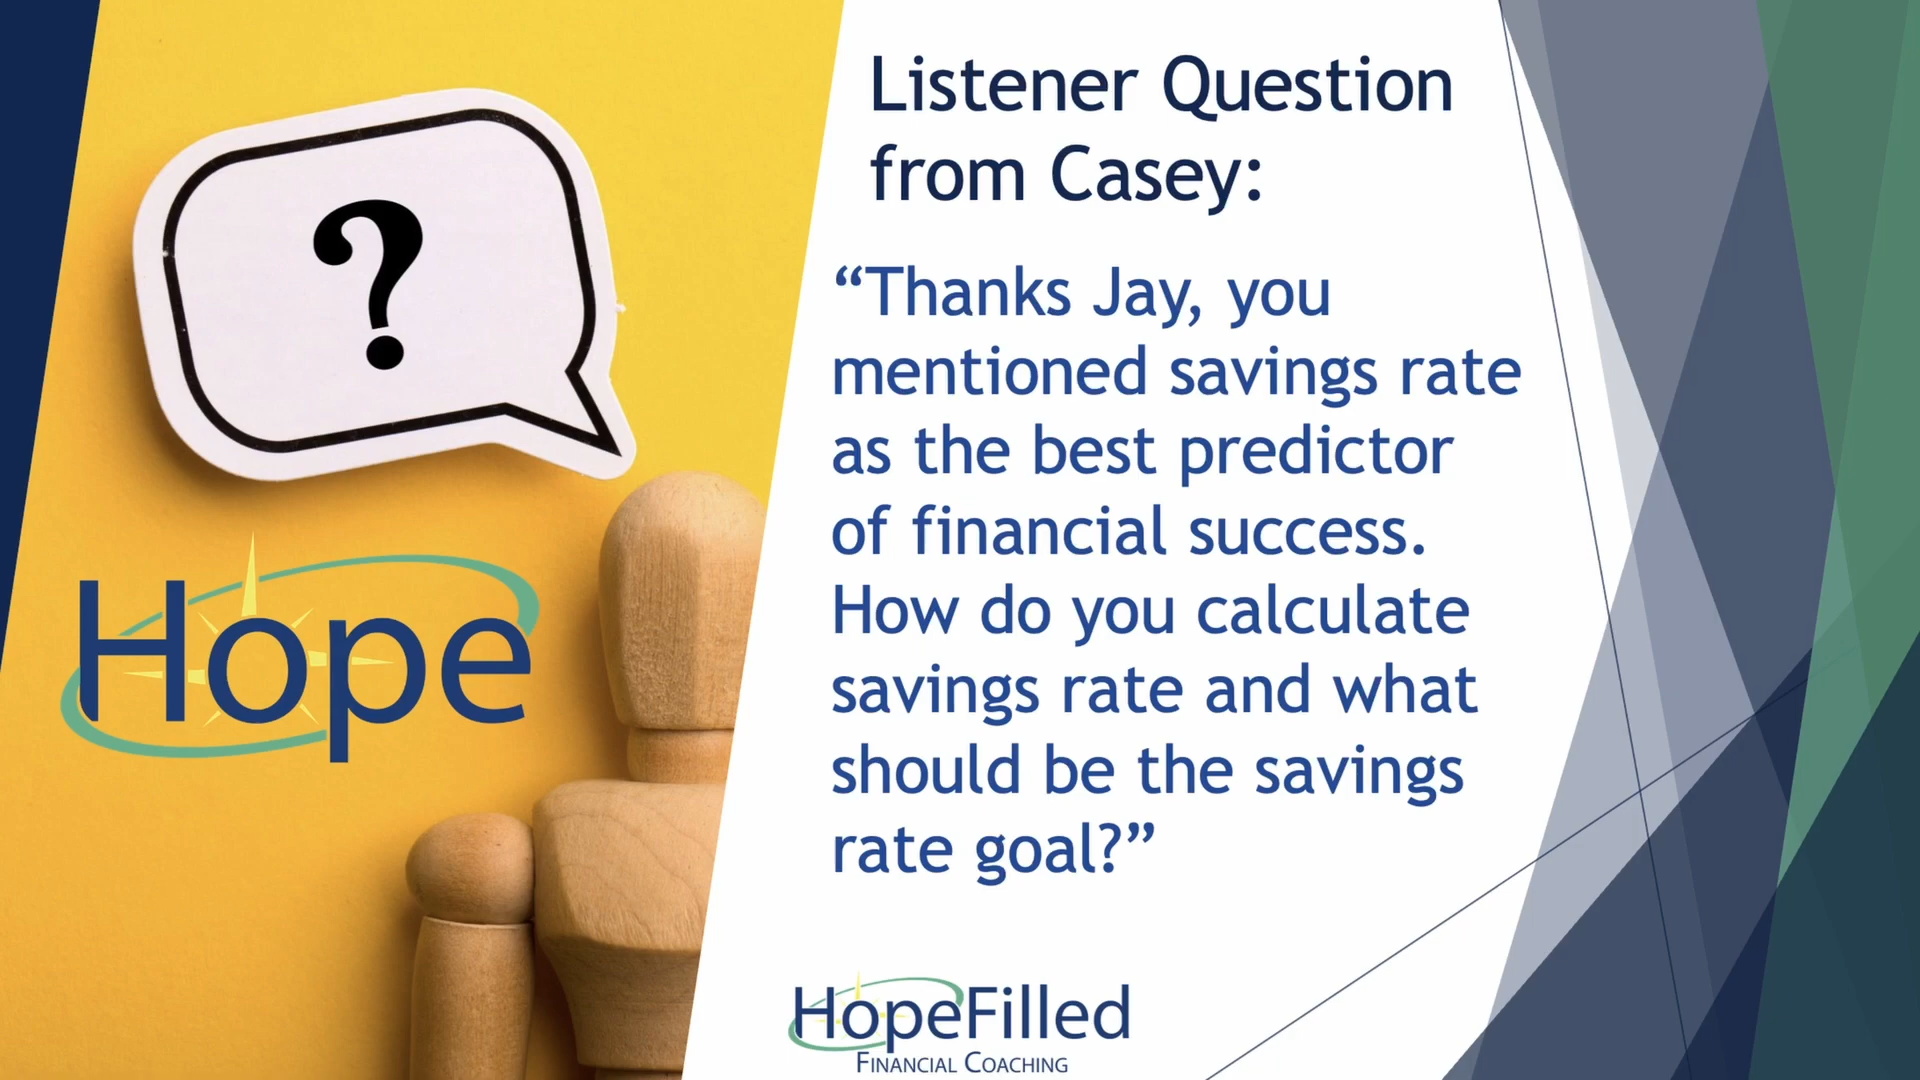 ?
Hope
Listener Question
from Casey:
“Thanks Jay, you
mentioned savings rate
as the best predictor
of financial success.
How do you calculate
savings rate and what
should be the savings
rate goal?”
HopeFilled
Financial Coaching